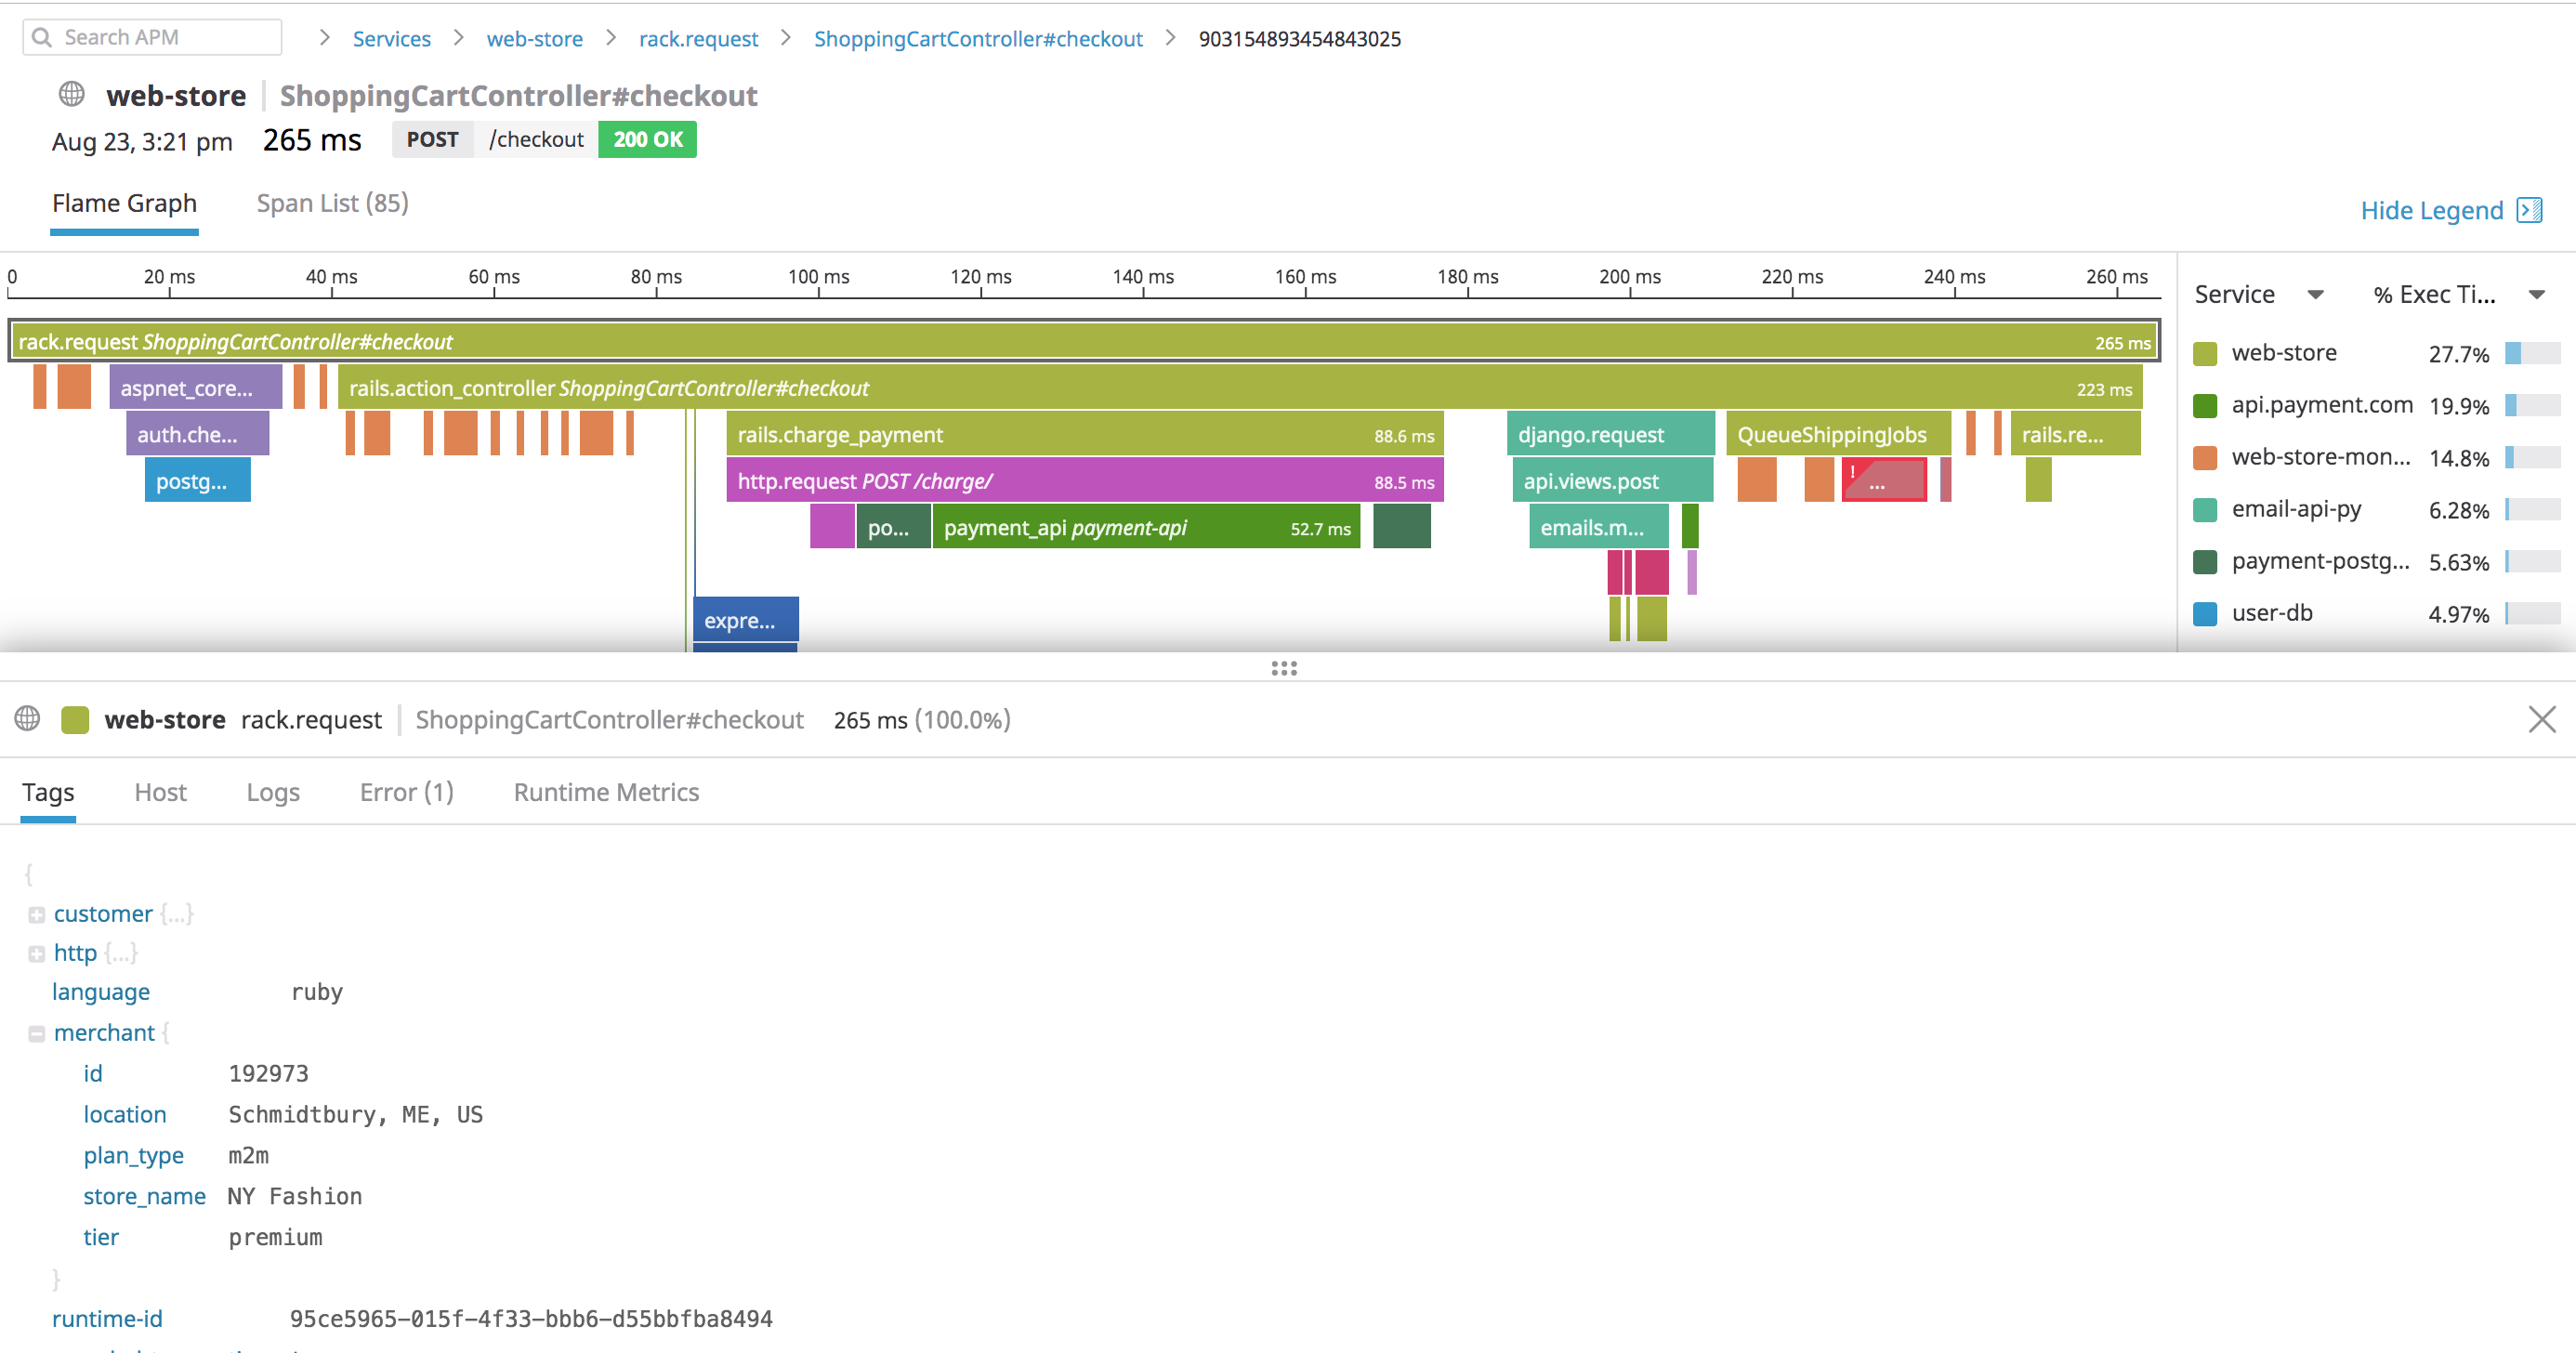 Search APM > Services > web-store > rack.request > ShoppingCartController#checkout > 903154893454843025
web-store ShoppingCartController#checkout
Aug 23, 3:21 pm 265 ms POST /checkout 200 OK
Flame Graph Span List (85)
Hide Legend
0 20 ms 40 ms 60 ms 80 ms 100 ms 120 ms 140 ms 160 ms 180 ms 200 ms 220 ms 240 ms 260 ms
rack.request ShoppingCartController#checkout 265 ms
aspnet_core... rails.action_controller ShoppingCartController#checkout 223 ms
auth.che... rails.charge_payment 88.6 ms django.request QueueShippingJobs rails.re...
postg... http.request POST /charge/ 88.5 ms api.views.post ! ...
po... payment_api payment-api 52.7 ms emails.m...
expre...
Service % Exec Ti...
web-store 27.7%
api.payment.com 19.9%
web-store-mon... 14.8%
email-api-py 6.28%
payment-postg... 5.63%
user-db 4.97%
web-store rack.request ShoppingCartController#checkout 265 ms (100.0%)
Tags Host Logs Error (1) Runtime Metrics
{
customer {...}
http {...}
language ruby
merchant {
id 192973
location Schmidtbury, ME, US
plan_type m2m
store_name NY Fashion
tier premium
}
runtime-id 95ce5965-015f-4f33-bbb6-d55bbfba8494